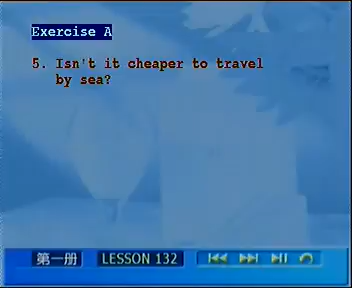 Exercise A
5. Isn't it cheaper to travel
by sea?
第一册 LESSON 132